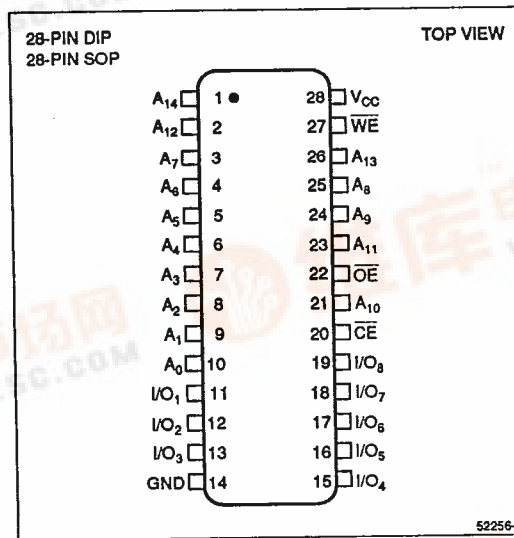 28-PIN DIP
28-PIN SOP
TOP VIEW
A14 1 28 VCC
A12 2 27 WE
A7 3 26 A13
A6 4 25 A8
A5 5 24 A9
A4 6 23 A11
A3 7 22 OE
A2 8 21 A10
A1 9 20 CE
A0 10 19 I/O8
I/O1 11 18 I/O7
I/O2 12 17 I/O6
I/O3 13 16 I/O5
GND 14 15 I/O4
52256-